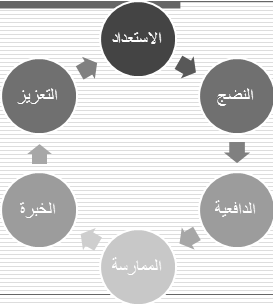 الاستعداد
النضج
الدافعية
الممارسة
الخبرة
التعزيز